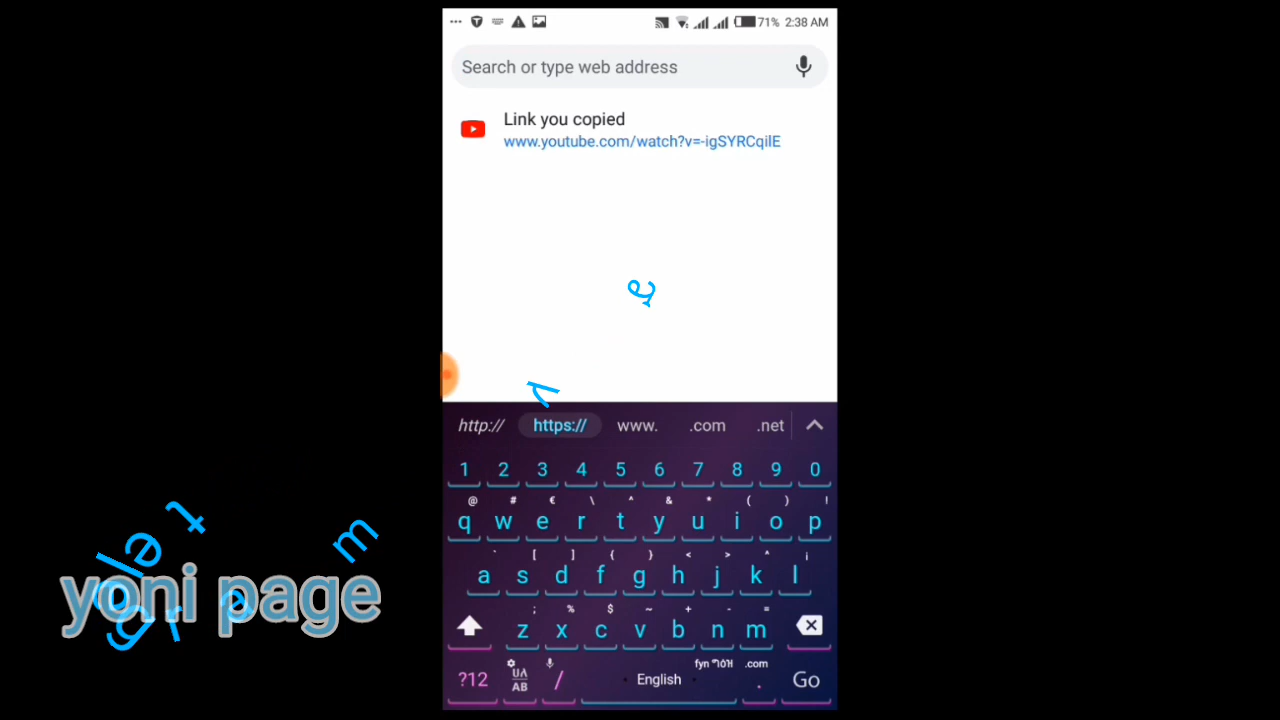 71% 2:38 AM
Search or type web address
Link you copied
www.youtube.com/watch?v=-igSYRCqilE
http:// https:// www. .com .net
1 2 3 4 5 6 7 8 9 0
@ # € \ ^ & * ( ) !
q w e r t y u i o p
` [ ] { } < > ^ ¡
a s d f g h j k l
; % $ ~ + - =
z x c v b n m
?12 AB / English . Go
.com
yoni page